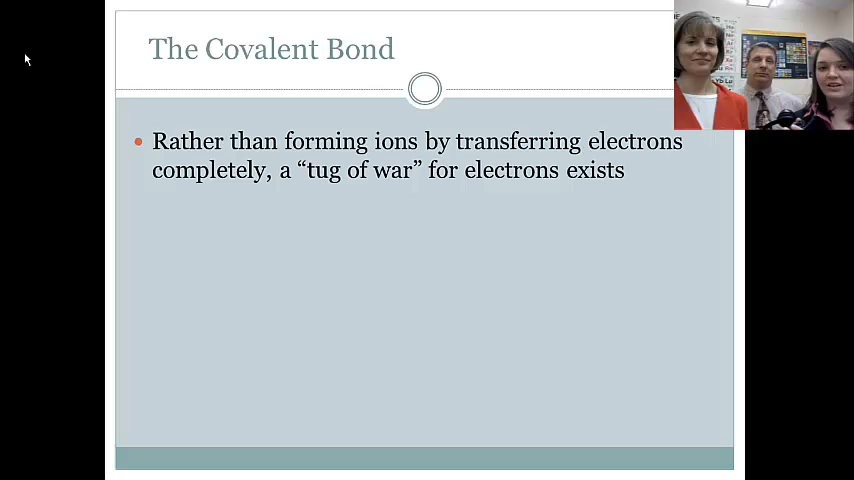 The Covalent Bond
Rather than forming ions by transferring electrons
completely, a “tug of war” for electrons exists